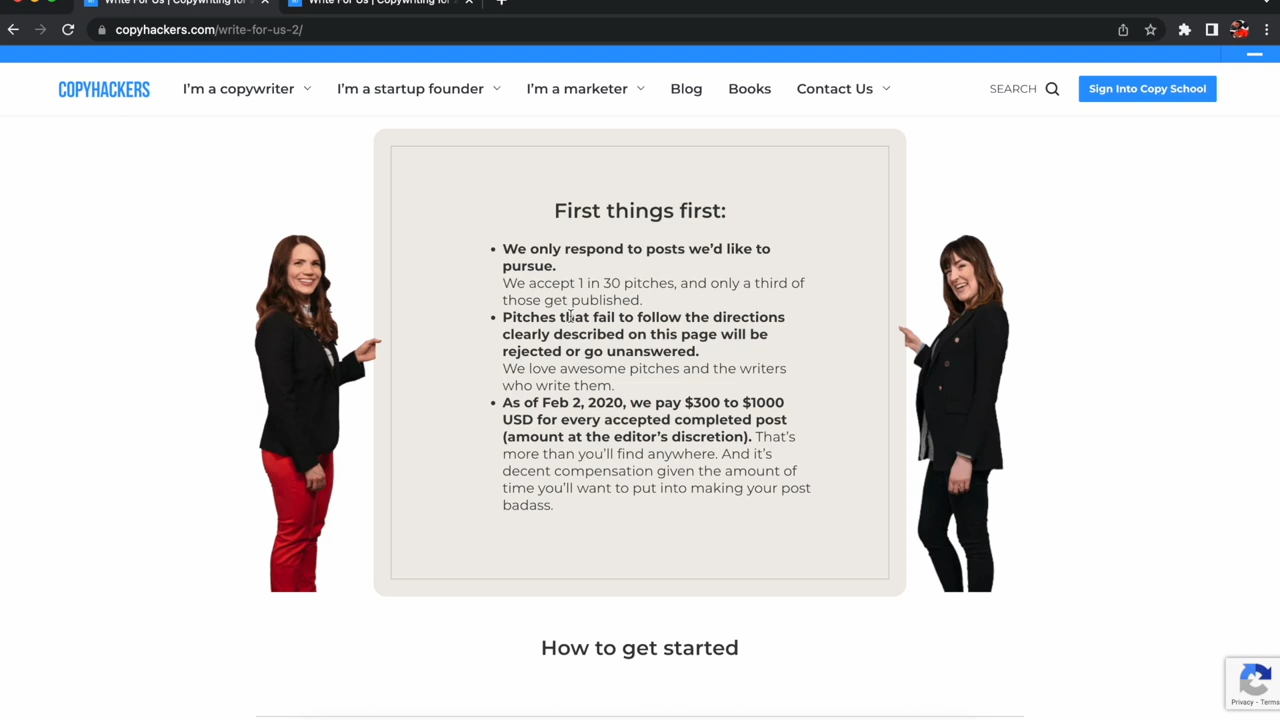 Write For Us | Copywriting for
Write For Us | Copywriting for
copyhackers.com/write-for-us-2/
COPYHACKERS
I'm a copywriter
I'm a startup founder
I'm a marketer
Blog
Books
Contact Us
SEARCH
Sign Into Copy School
First things first:
• We only respond to posts we'd like to
pursue.
We accept 1 in 30 pitches, and only a third of
those get published.
• Pitches that fail to follow the directions
clearly described on this page will be
rejected or go unanswered.
We love awesome pitches and the writers
who write them.
• As of Feb 2, 2020, we pay $300 to $1000
USD for every accepted completed post
(amount at the editor's discretion). That's
more than you'll find anywhere. And it's
decent compensation given the amount of
time you'll want to put into making your post
badass.
How to get started
Privacy - Terms